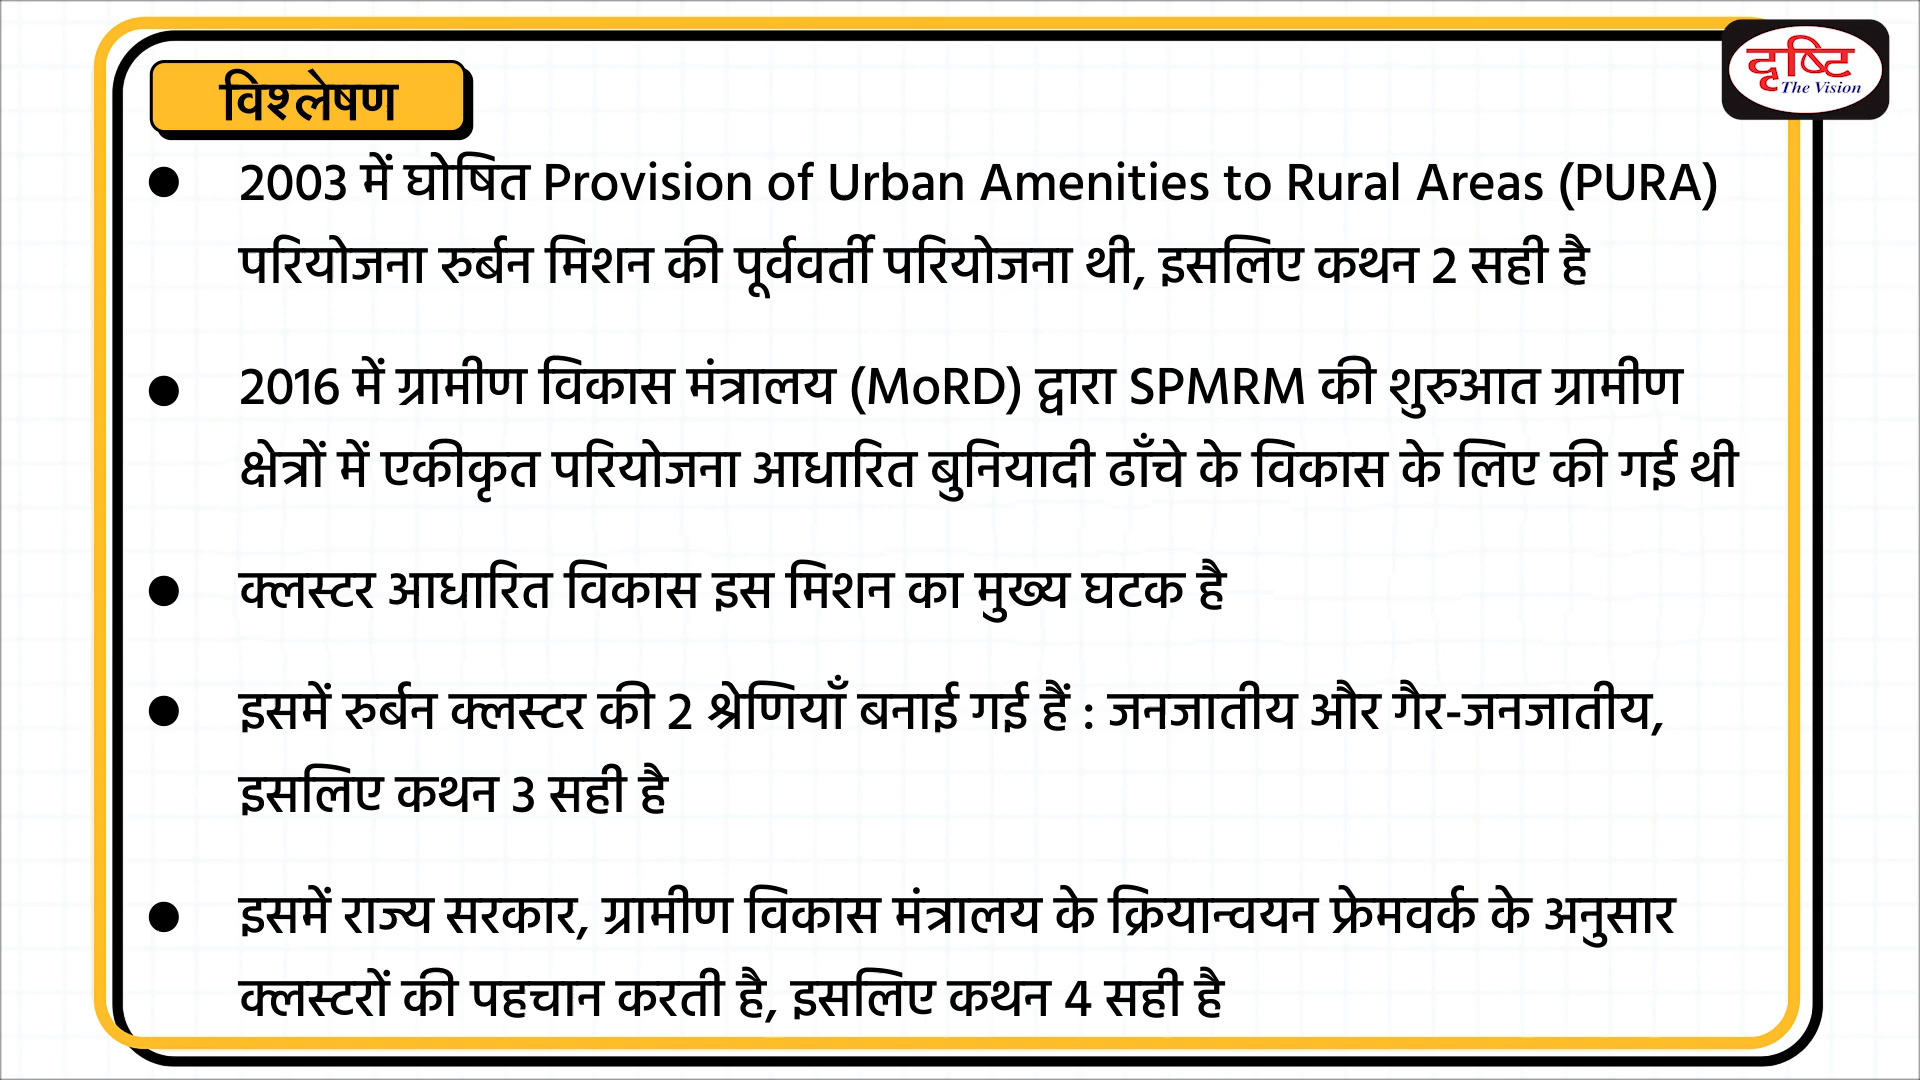 दृष्टि
The Vision
विश्लेषण
● 2003 में घोषित Provision of Urban Amenities to Rural Areas (PURA)
परियोजना रुर्बन मिशन की पूर्ववर्ती परियोजना थी, इसलिए कथन 2 सही है
● 2016 में ग्रामीण विकास मंत्रालय (MoRD) द्वारा SPMRM की शुरुआत ग्रामीण
क्षेत्रों में एकीकृत परियोजना आधारित बुनियादी ढाँचे के विकास के लिए की गई थी
● क्लस्टर आधारित विकास इस मिशन का मुख्य घटक है
● इसमें रुर्बन क्लस्टर की 2 श्रेणियाँ बनाई गई हैं : जनजातीय और गैर-जनजातीय,
इसलिए कथन 3 सही है
● इसमें राज्य सरकार, ग्रामीण विकास मंत्रालय के क्रियान्वयन फ्रेमवर्क के अनुसार
क्लस्टरों की पहचान करती है, इसलिए कथन 4 सही है